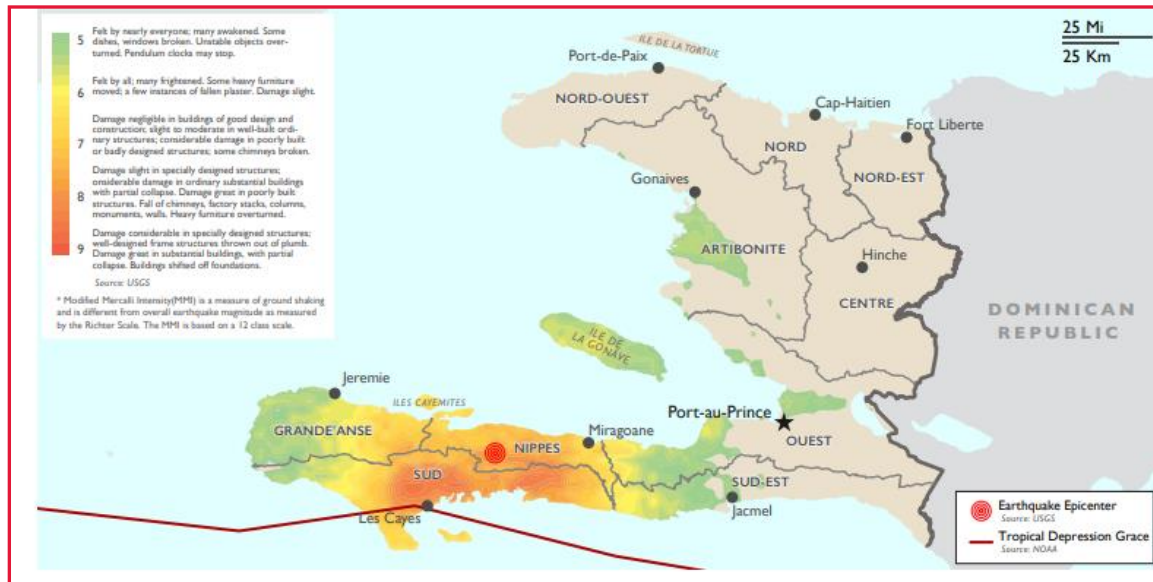 5
Felt by nearly everyone; many awakened. Some
dishes, windows broken. Unstable objects over-
turned. Pendulum clocks may stop.
6
Felt by all; many frightened. Some heavy furniture
moved; a few instances of fallen plaster. Damage slight.
7
Damage negligible in buildings of good design and
construction; slight to moderate in well-built ordi-
nary structures; considerable damage in poorly built
or badly designed structures; some chimneys broken.
8
Damage slight in specially designed structures;
onsiderable damage in ordinary substantial buildings
with partial collapse. Damage great in poorly built
structures. Fall of chimneys, factory stacks, columns,
monuments, walls. Heavy furniture overturned.
9
Damage considerable in specially designed structures;
well-designed frame structures thrown out of plumb.
Damage great in substantial buildings, with partial
collapse. Buildings shifted off foundations.
Source: USGS
* Modified Mercalli Intensity(MMI) is a measure of ground shaking
and is different from overall earthquake magnitude as measured
by the Richter Scale. The MMI is based on a 12 class scale.
25 Mi
25 Km
ILE DE LA TORTUE
Port-de-Paix
NORD-OUEST
Cap-Haitien
Fort Liberte
NORD
NORD-EST
Gonaives
ARTIBONITE
Hinche
CENTRE
DOMINICAN
REPUBLIC
ILE DE
LA GONAVE
Jeremie
ILES CAYEMITES
Port-au-Prince
GRANDE'ANSE
Miragoane
OUEST
NIPPES
SUD
SUD-EST
Les Cayes
Jacmel
Earthquake Epicenter
Source: USGS
Tropical Depression Grace
Source: NOAA